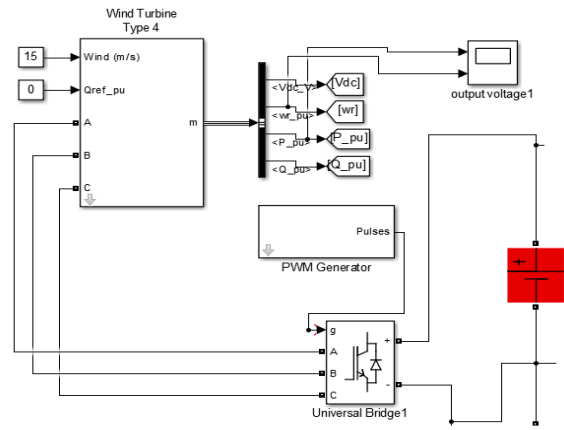 Wind Turbine
Type 4
15
Wind (m/s)
0
Qref_pu
A
B
C
m
<Vdc_V>
[Vdc]
<wr_pu>
[wr]
<P_pu>
[P_pu]
<Q_pu>
[Q_pu]
output voltage1
Pulses
PWM Generator
g
A
B
C
+
-
Universal Bridge1
+